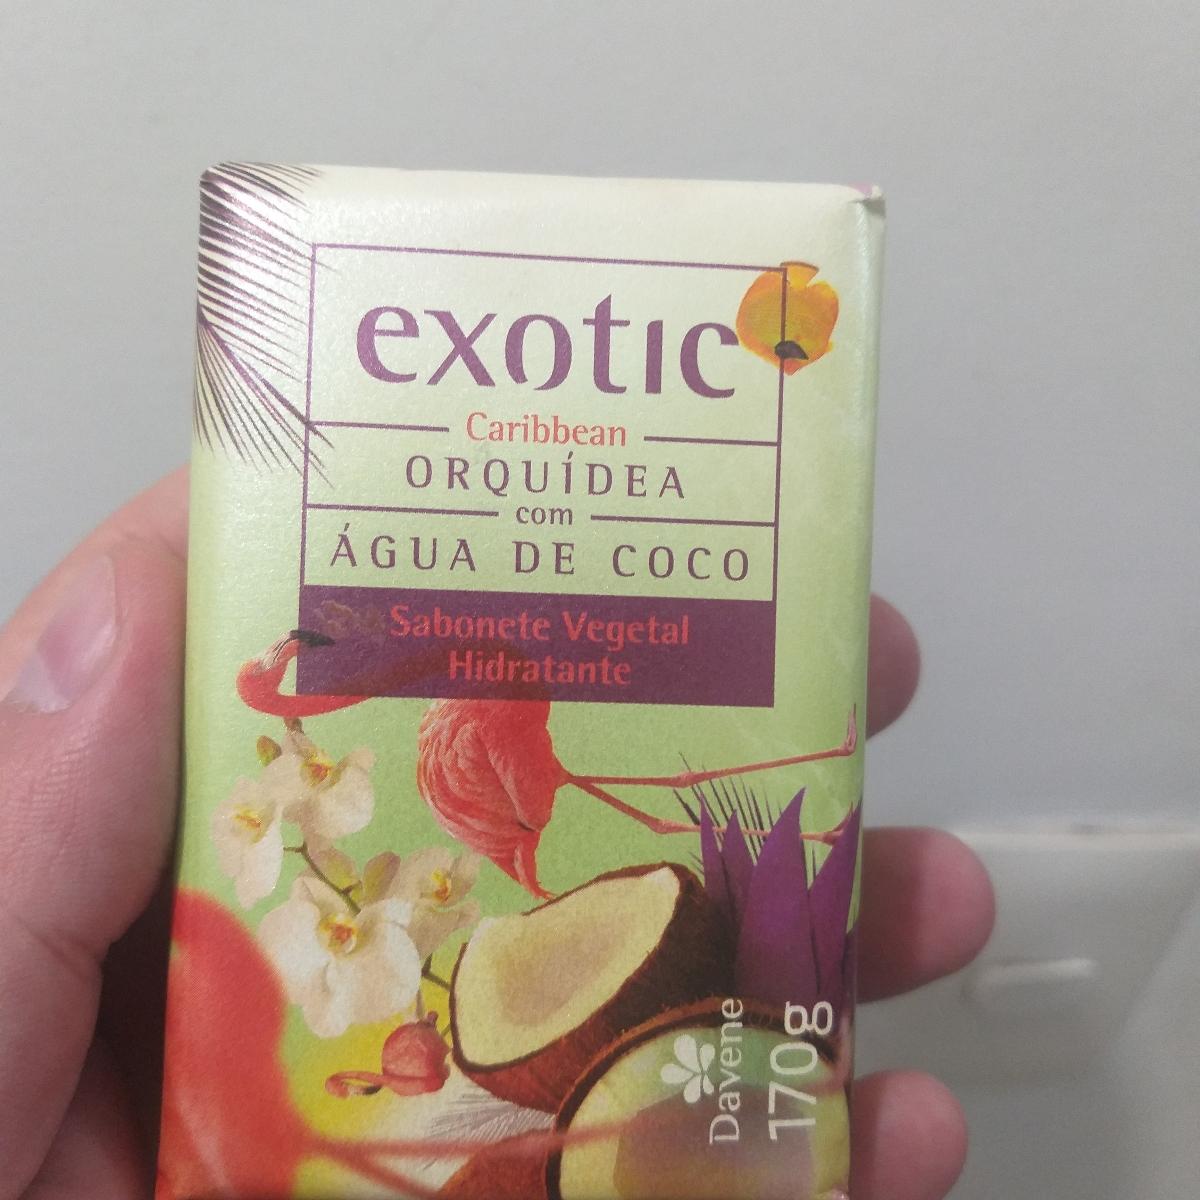 exotic
Caribbean
ORQUÍDEA
com
ÁGUA DE COCO
Sabonete Vegetal
Hidratante
Davene
170g